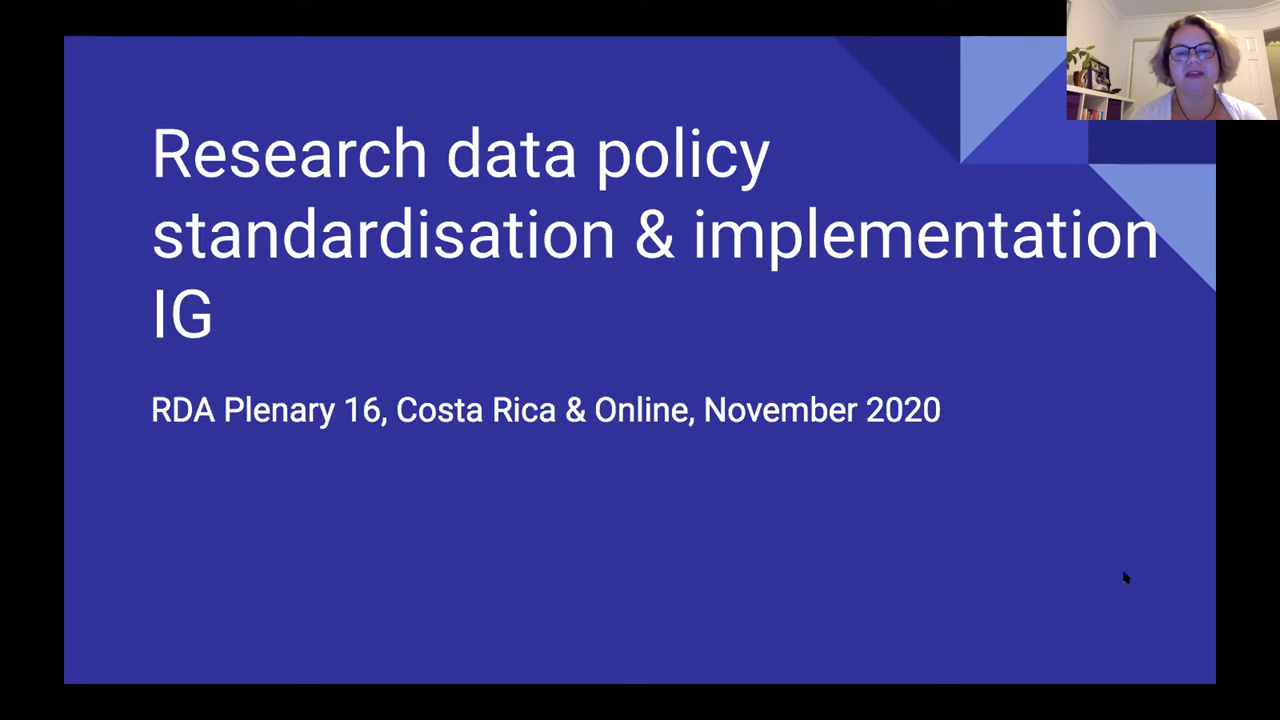 Research data policy
standardisation & implementation
IG
RDA Plenary 16, Costa Rica & Online, November 2020